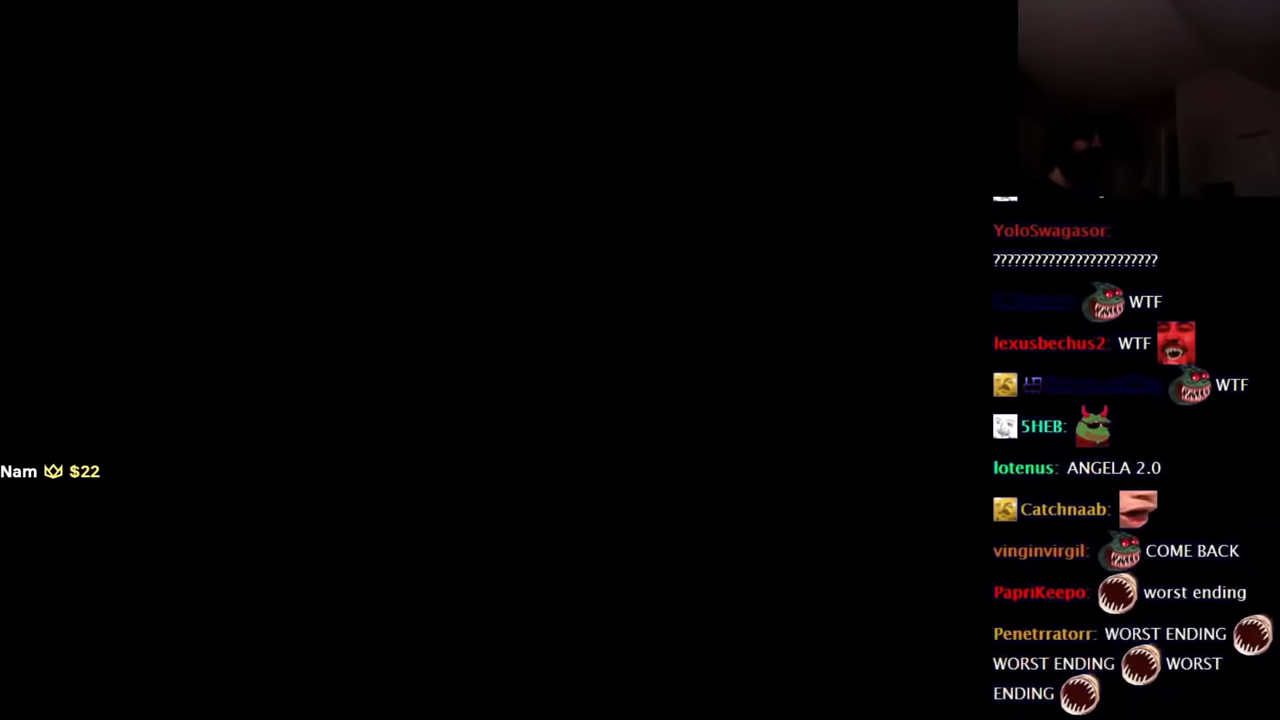 YoloSwagasor:
????????????????????????
WTF
lexusbechus2: WTF
WTF
5HEB:
lotenus: ANGELA 2.0
Nam $22
Catchnaab:
vinginvirgil: COME BACK
PapriKeepo: worst ending
Penetrratorr: WORST ENDING
WORST ENDING WORST
ENDING